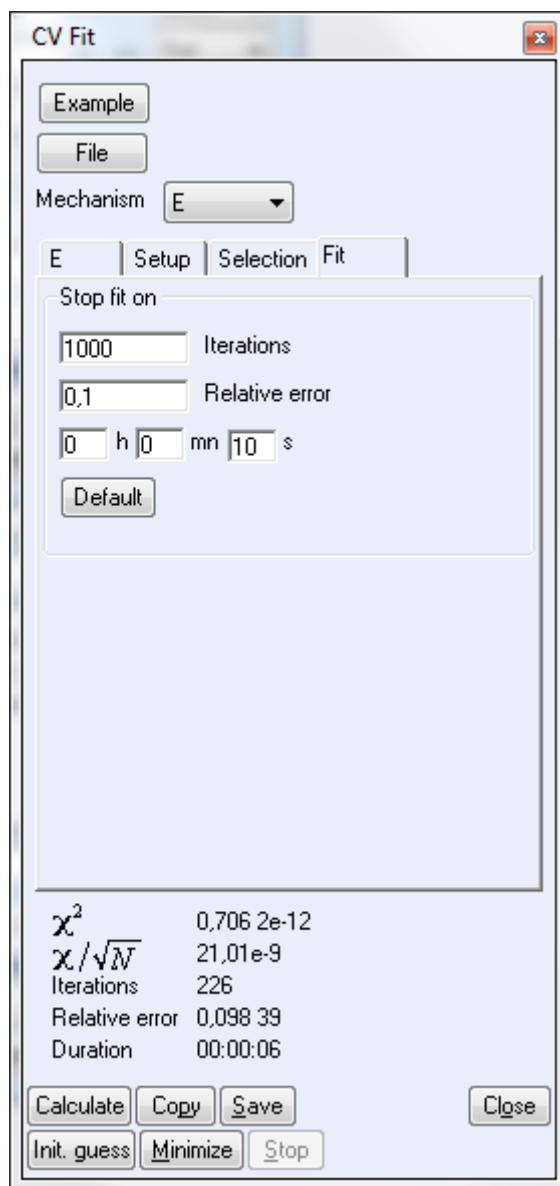 CV Fit
Example
File
Mechanism E
E Setup Selection Fit
Stop fit on
1000 Iterations
0,1 Relative error
0 h 0 mn 10 s
Default
χ² 0,706 2e-12
χ/√N 21,01e-9
Iterations 226
Relative error 0,098 39
Duration 00:00:06
Calculate Copy Save Close
Init. guess Minimize Stop